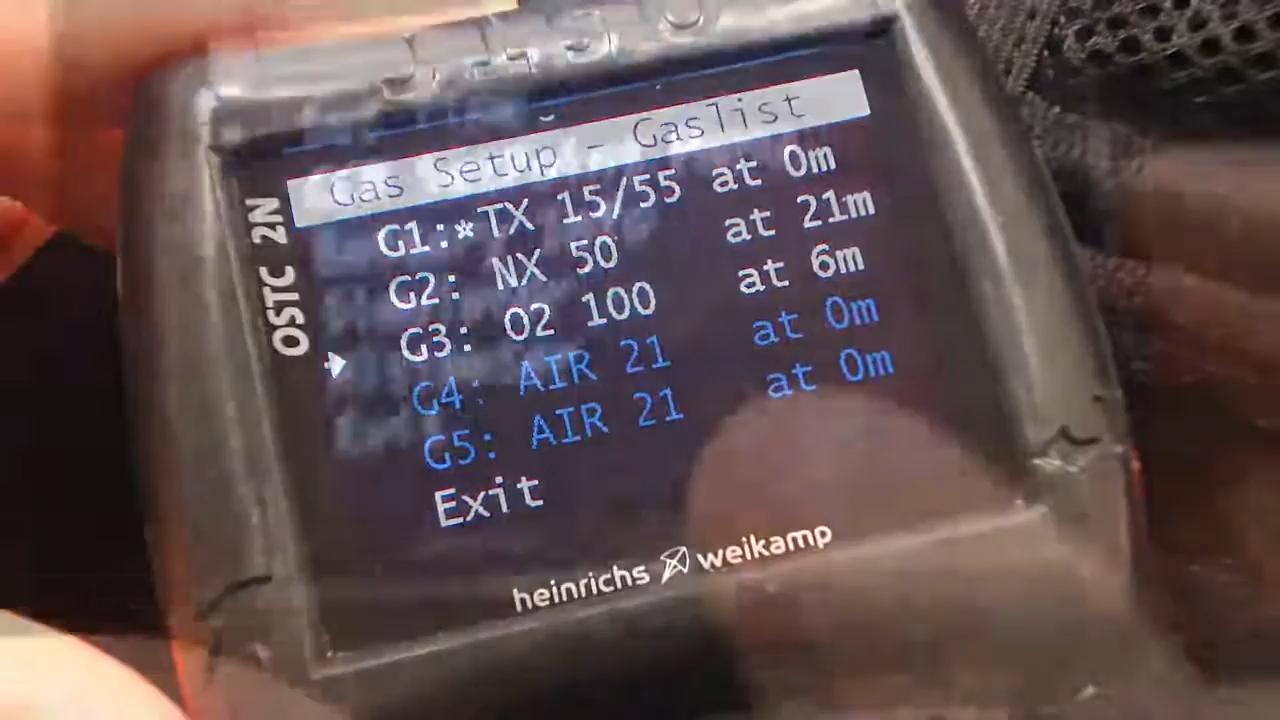 Gas Setup - Gaslist
G1:*TX 15/55 at 0m
G2: NX 50 at 21m
G3: O2 100 at 6m
G4: AIR 21 at 0m
G5: AIR 21 at 0m
Exit
OSTC 2N
heinrichs weikamp